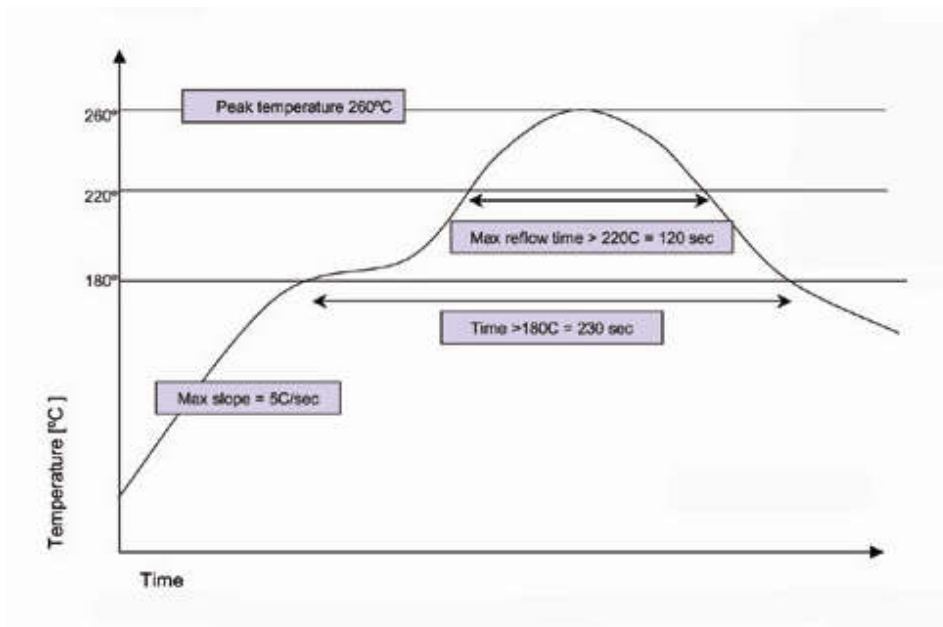 Peak temperature 260ºC
260º
220º
Max reflow time > 220C = 120 sec
180º
Time >180C = 230 sec
Max slope = 5C/sec
Temperature [ºC ]
Time